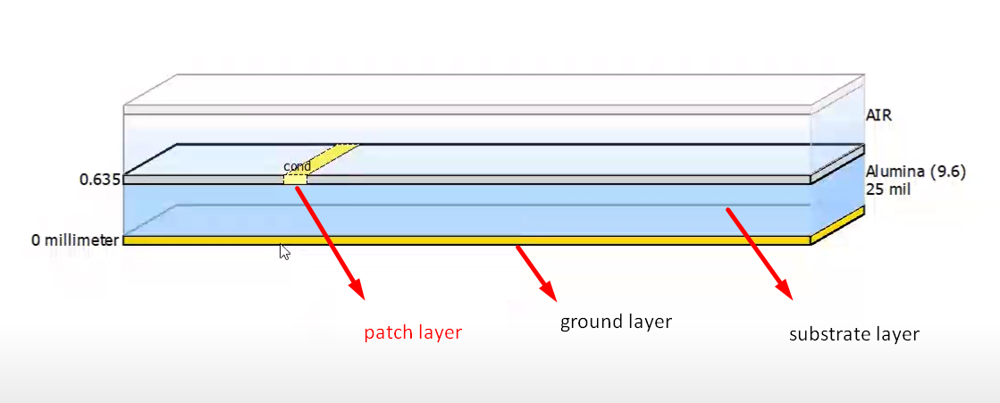 AIR
cond
0.635
Alumina (9.6)
25 mil
0 millimeter
patch layer
ground layer
substrate layer